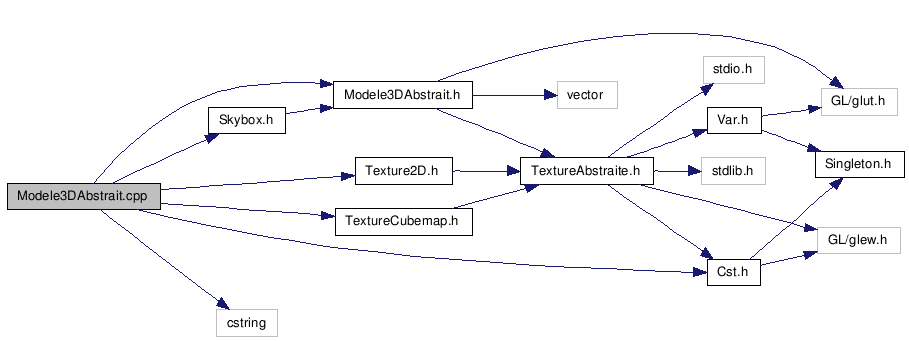 stdio.h
Modele3DAbstrait.h
vector
GL/glut.h
Skybox.h
Var.h
Texture2D.h
TextureAbstraite.h
stdlib.h
Singleton.h
Modele3DAbstrait.cpp
TextureCubemap.h
GL/glew.h
Cst.h
cstring